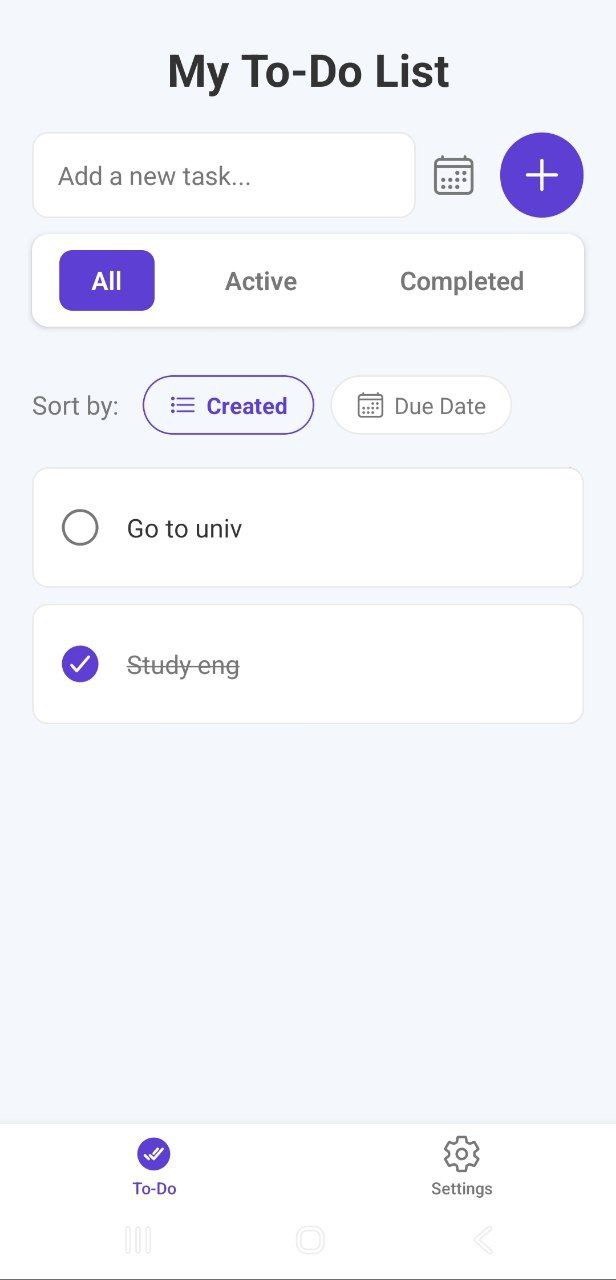 My To-Do List
Add a new task...
All Active Completed
Sort by: Created Due Date
Go to univ
Study eng
To-Do Settings